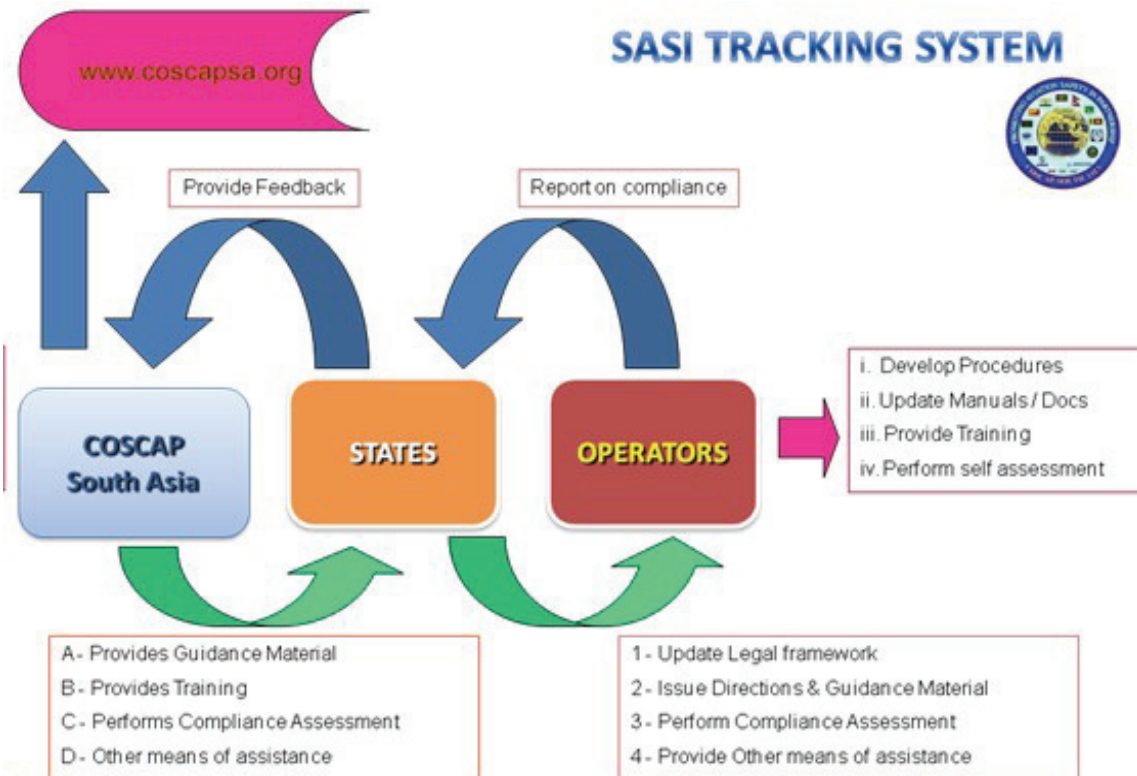 SASI TRACKING SYSTEM
www.coscapsa.org
Provide Feedback
Report on compliance
COSCAP
South Asia
STATES
OPERATORS
i. Develop Procedures
ii. Update Manuals / Docs
iii. Provide Training
iv. Perform self assessment
A - Provides Guidance Material
B - Provides Training
C - Performs Compliance Assessment
D - Other means of assistance
1 - Update Legal framework
2 - Issue Directions & Guidance Material
3 - Perform Compliance Assessment
4 - Provide Other means of assistance